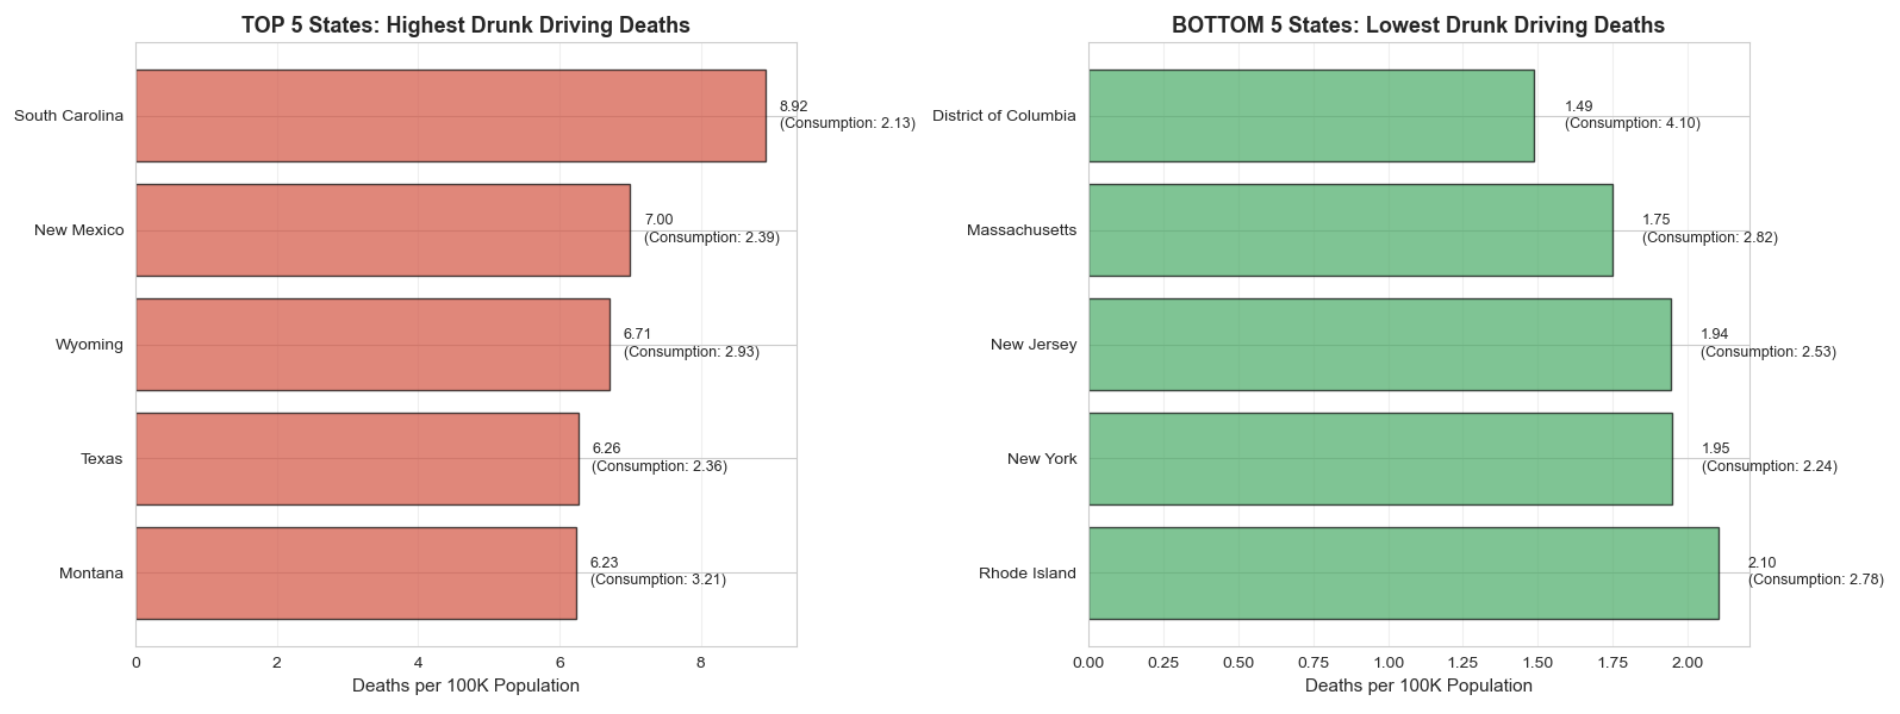 TOP 5 States: Highest Drunk Driving Deaths
South Carolina
8.92
(Consumption: 2.13)
New Mexico
7.00
(Consumption: 2.39)
Wyoming
6.71
(Consumption: 2.93)
Texas
6.26
(Consumption: 2.36)
Montana
6.23
(Consumption: 3.21)
0 2 4 6 8
Deaths per 100K Population
BOTTOM 5 States: Lowest Drunk Driving Deaths
District of Columbia
1.49
(Consumption: 4.10)
Massachusetts
1.75
(Consumption: 2.82)
New Jersey
1.94
(Consumption: 2.53)
New York
1.95
(Consumption: 2.24)
Rhode Island
2.10
(Consumption: 2.78)
0.00 0.25 0.50 0.75 1.00 1.25 1.50 1.75 2.00
Deaths per 100K Population